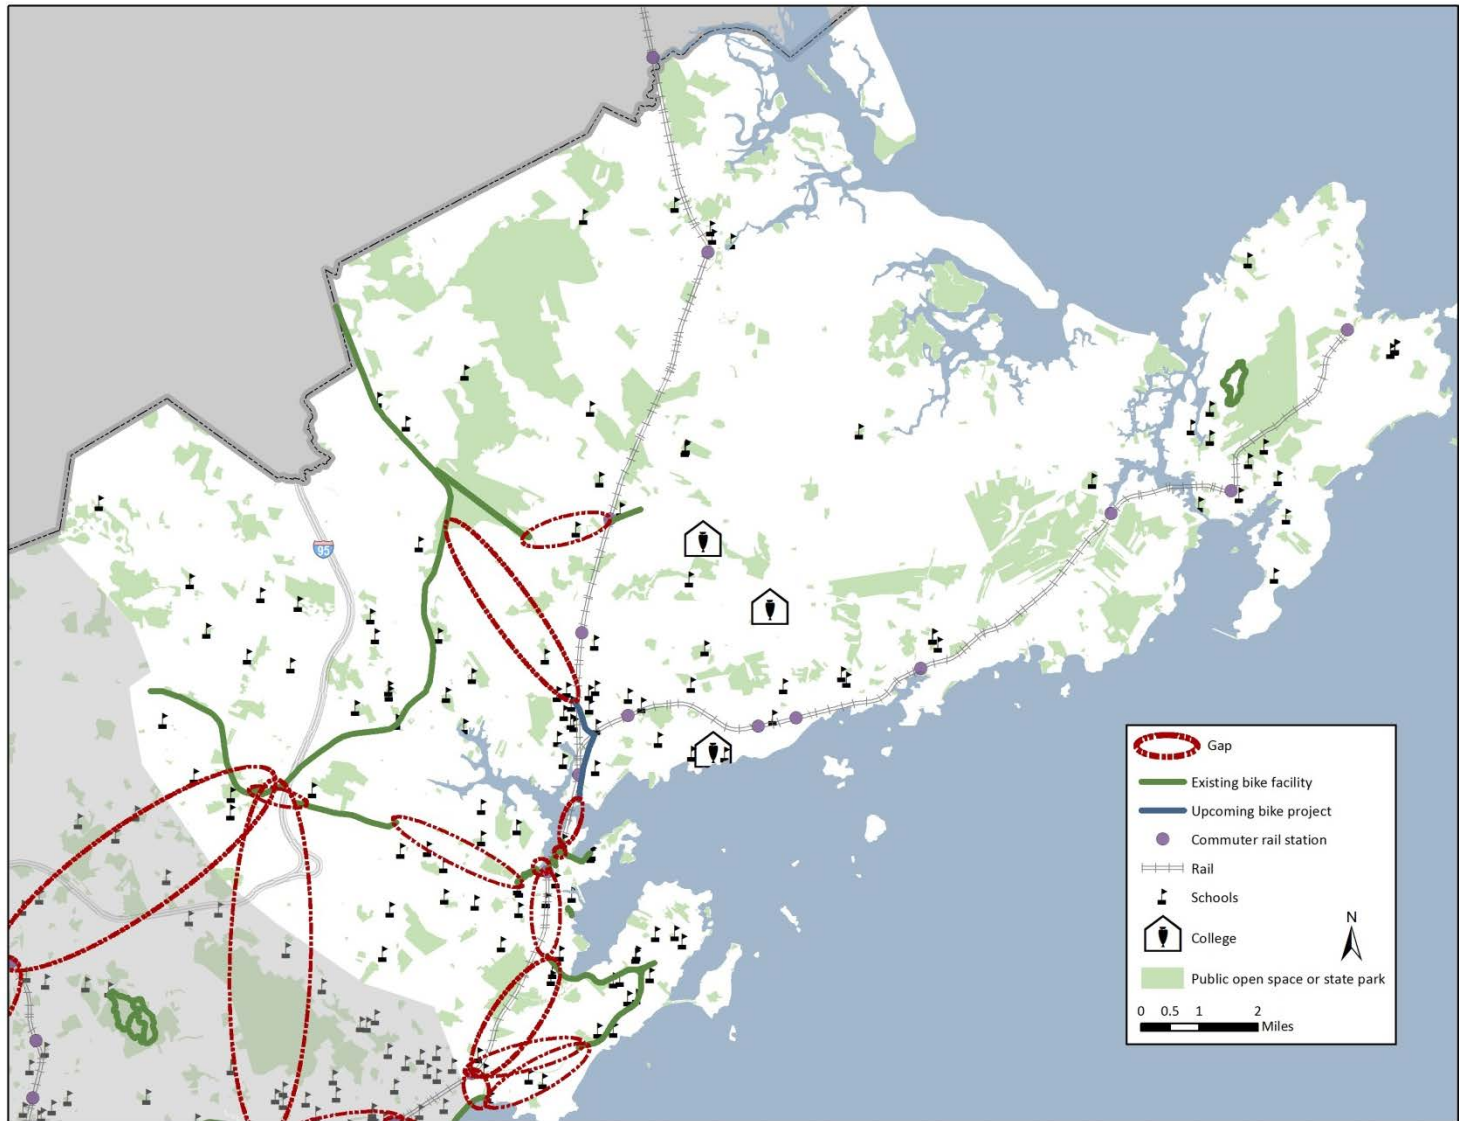 95
Gap
Existing bike facility
Upcoming bike project
Commuter rail station
Rail
Schools
N
College
Public open space or state park
0 0.5 1 2
Miles